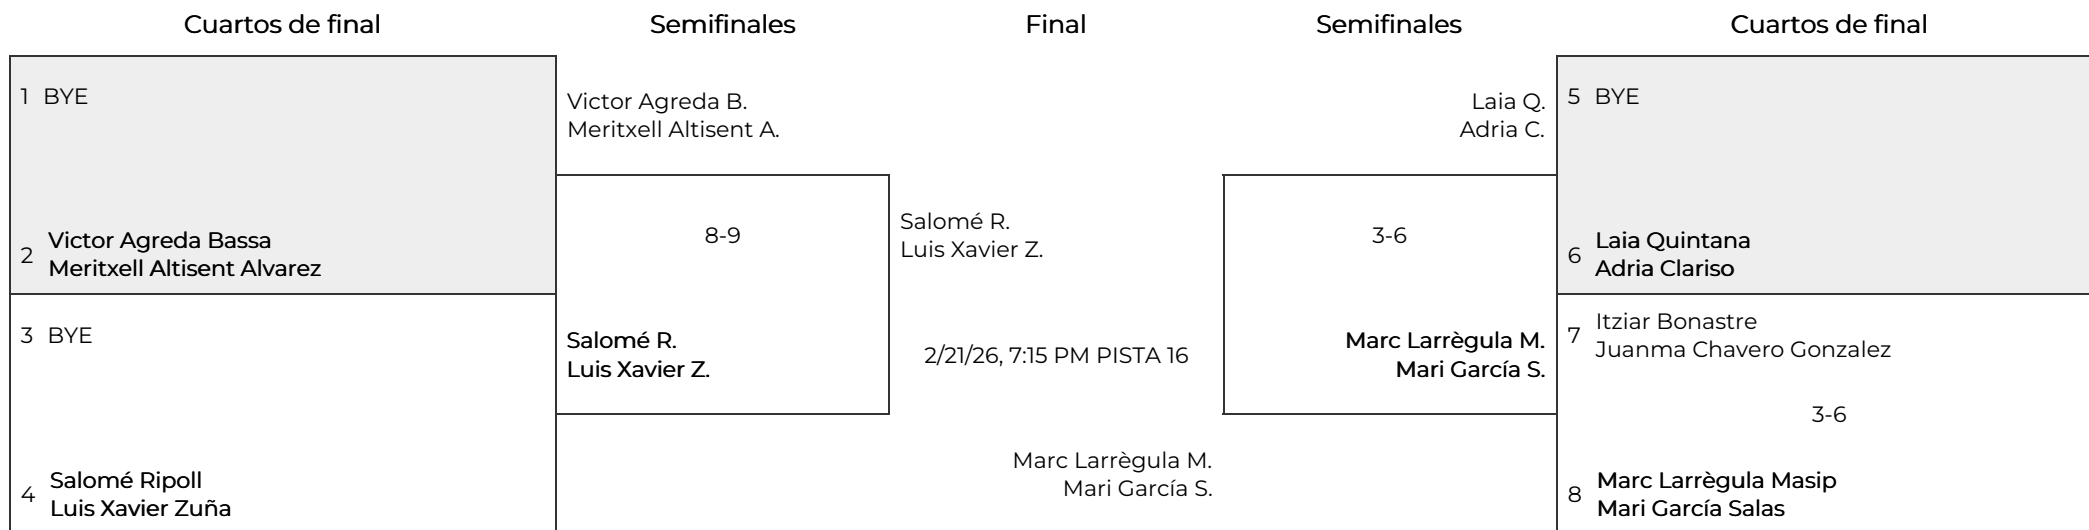 Cuartos de final
Semifinales
Final
Semifinales
Cuartos de final
1 BYE
2 Victor Agreda Bassa
Meritxell Altisent Alvarez
3 BYE
4 Salomé Ripoll
Luis Xavier Zuña
Victor Agreda B.
Meritxell Altisent A.
8-9
Salomé R.
Luis Xavier Z.
Salomé R.
Luis Xavier Z.
2/21/26, 7:15 PM PISTA 16
Marc Larrègula M.
Mari García S.
Laia Q.
Adria C.
3-6
Marc Larrègula M.
Mari García S.
5 BYE
6 Laia Quintana
Adria Clariso
7 Itziar Bonastre
Juanma Chavero Gonzalez
3-6
8 Marc Larrègula Masip
Mari García Salas